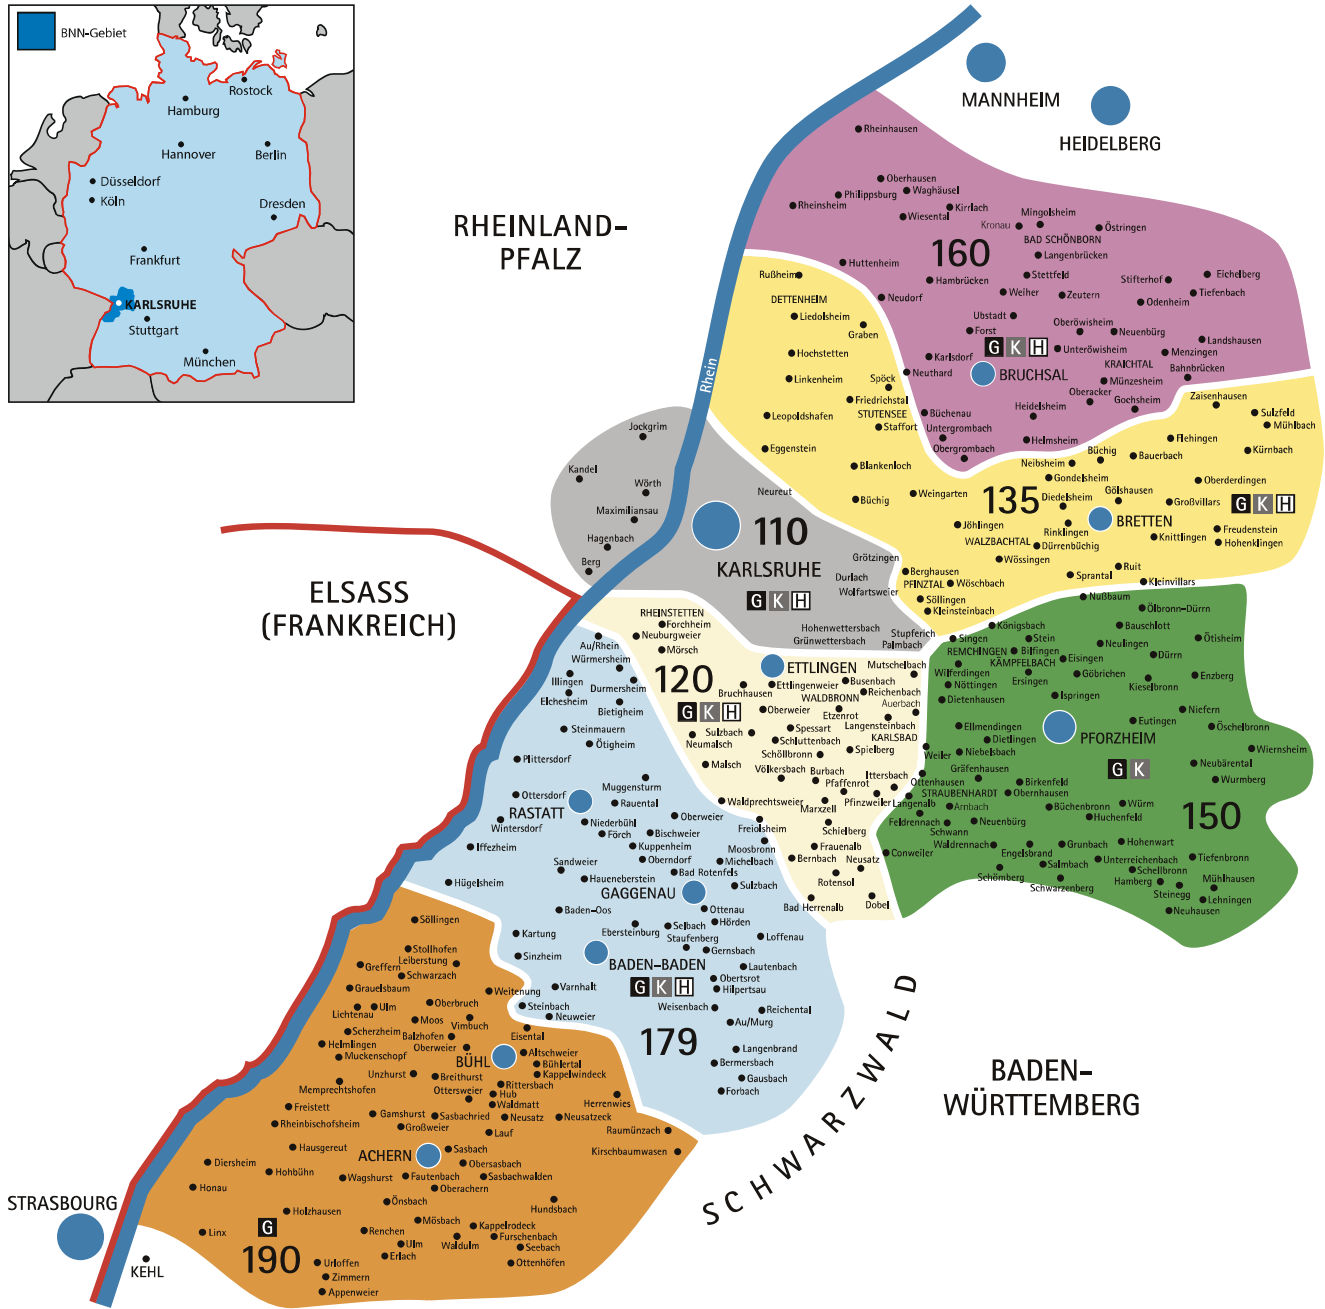 BNN-Gebiet
Rostock
Hamburg
Hannover
Berlin
Düsseldorf
Köln
Dresden
Frankfurt
KARLSRUHE
Stuttgart
München
MANNHEIM
HEIDELBERG
RHEINLAND-
PFALZ
ELSASS
(FRANKREICH)
BADEN-
WÜRTTEMBERG
SCHWARZWALD
STRASBOURG
KEHL
Rhein
Rheinhausen
Oberhausen
Waghäusel
Philippsburg
Rheinsheim
Kirrlach
Wiesental
Mingolsheim
Kronau
Östringen
BAD SCHÖNBORN
160
Langenbrücken
Huttenheim
Hambrücken
Stettfeld
Stifterhof
Eichelberg
Neudorf
Weiher
Zeutern
Tiefenbach
Odenheim
Ubstadt
Forst
Oberöwisheim
Neuenbürg
G K H
Landshausen
Karlsdorf
Unteröwisheim
Menzingen
KRAICHTAL
Bahnbrücken
Neuthard
BRUCHSAL
Münzesheim
Oberacker
Gochsheim
Büchenau
Heidelsheim
Untergrombach
Helmsheim
Obergrombach
Rußheim
DETTENHEIM
Liedolsheim
Graben
Hochstetten
Linkenheim
Spöck
Friedrichstal
STUTENSEE
Leopoldshafen
Staffort
Eggenstein
Blankenloch
Büchig
Weingarten
Zaisenhausen
Sulzfeld
Mühlbach
Flehingen
Büchig
Bauerbach
Kürnbach
Neibsheim
Gondelsheim
135
Oberderdingen
Diedelsheim
Gölshausen
Großvillars
G K H
BRETTEN
Jöhlingen
Rinklingen
Freudenstein
WALZBACHTAL
Dürrenbüchig
Knittlingen
Hohenklingen
Wössingen
Berghausen
PFINZTAL
Wöschbach
Sprantal
Ruit
Kleinvillars
Söllingen
Nußbaum
Kleinsteinbach
Jockgrim
Kandel
Wörth
Maximiliansau
Hagenbach
Berg
Neureut
110
KARLSRUHE
G K H
Grötzingen
Durlach
Wolfartsweier
Hohenwettersbach
Grünwettersbach
Stupferich
Palmbach
RHEINSTETTEN
Forchheim
Neuburgweier
Mörsch
120
G K H
ETTLINGEN
Mutschelbach
Bruchhausen
Ettlingenweier
Busenbach
WALDBRONN
Reichenbach
Auerbach
Oberweier
Etzenrot
Langensteinbach
KARLSBAD
Sulzbach
Neumalsch
Spessart
Schluttenbach
Schöllbronn
Spielberg
Malsch
Völkersbach
Burbach
Ittersbach
Pfaffenrot
Pfinzweiler
Waldprechtsweier
Marxzell
Freiolsheim
Schielberg
Moosbronn
Frauenalb
Bernbach
Neusatz
Rotensol
Bad Herrenalb
Dobel
Königsbach
Ölbronn-Dürrn
Bauschlott
Singen
Stein
Ötisheim
REMCHINGEN
Bilfingen
Neulingen
KÄMPFELBACH
Eisingen
Dürrn
Wilferdingen
Ersingen
Göbrichen
Enzberg
Nöttingen
Kieselbronn
Dietenhausen
Ispringen
Niefern
Ellmendingen
Eutingen
Öschelbronn
Dietlingen
PFORZHEIM
Weiler
Niebelsbach
Wiernsheim
Gräfenhausen
G K
Neubärental
Ottenhausen
Birkenfeld
Wurmberg
STRAUBENHARDT
Obernhausen
Langenalb
Arnbach
Büchenbronn
Würm
150
Feldrennach
Neuenbürg
Huchenfeld
Schwann
Waldrennach
Grunbach
Hohenwart
Conweiler
Engelsbrand
Unterreichenbach
Tiefenbronn
Salmbach
Schellbronn
Schömberg
Schwarzenberg
Hamberg
Mühlhausen
Steinegg
Lehningen
Neuhausen
Au/Rhein
Würmersheim
Illingen
Durmersheim
Elchesheim
Bietigheim
Steinmauern
Ötigheim
Plittersdorf
Muggensturm
Ottersdorf
Rauental
RASTATT
Oberweier
Wintersdorf
Niederbühl
Förch
Bischweier
Iffezheim
Kuppenheim
Sandweier
Oberndorf
Michelbach
Bad Rotenfels
Hügelsheim
Haueneberstein
Sulzbach
GAGGENAU
Baden-Oos
Ottenau
Ebersteinburg
Selbach
Hörden
Kartung
Staufenberg
Loffenau
Sinzheim
Gernsbach
BADEN-BADEN
Lautenbach
G K H
Obertsrot
Varnhalt
Hilpertsau
Weisenbach
Reichental
Steinbach
Neuweier
Au/Murg
179
Langenbrand
Bermersbach
Gausbach
Forbach
Söllingen
Stollhofen
Leiberstung
Greffern
Schwarzach
Grauelsbaum
Weitenung
Lichtenau
Ulm
Oberbruch
Moos
Vimbuch
Scherzheim
Balzhofen
Eisental
Helmlingen
Oberweier
Altschweier
Muckenschopf
BÜHL
Bühlertal
Unzhurst
Kappelwindeck
Memprechtshofen
Breithurst
Rittersbach
Ottersweier
Hub
Herrenwies
Freistett
Waldmatt
Gamshurst
Sasbachried
Neusatz
Neusatzeck
Rheinbischofsheim
Großweier
Lauf
Raumünzach
Hausgereut
Sasbach
Kirschbaumwasen
ACHERN
Diersheim
Obersasbach
Hohbühn
Wagshurst
Fautenbach
Sasbachwalden
Honau
Oberachern
Önsbach
Hundsbach
Holzhausen
Mösbach
Linx
G
Renchen
Kappelrodeck
Ulm
Waldulm
Furschenbach
190
Erlach
Seebach
Urloffen
Ottenhöfen
Zimmern
Appenweier